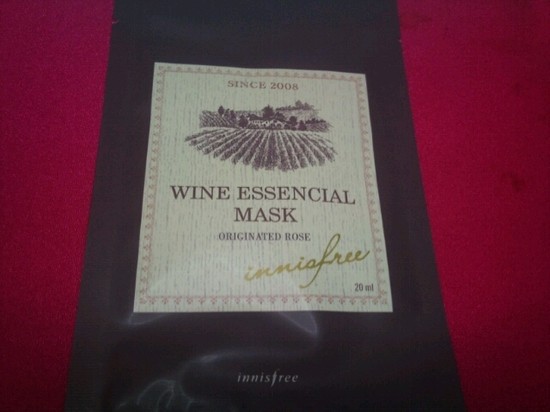 SINCE 2008
WINE ESSENCIAL
MASK
ORIGINATED ROSE
innisfree
20 ml
innisfree